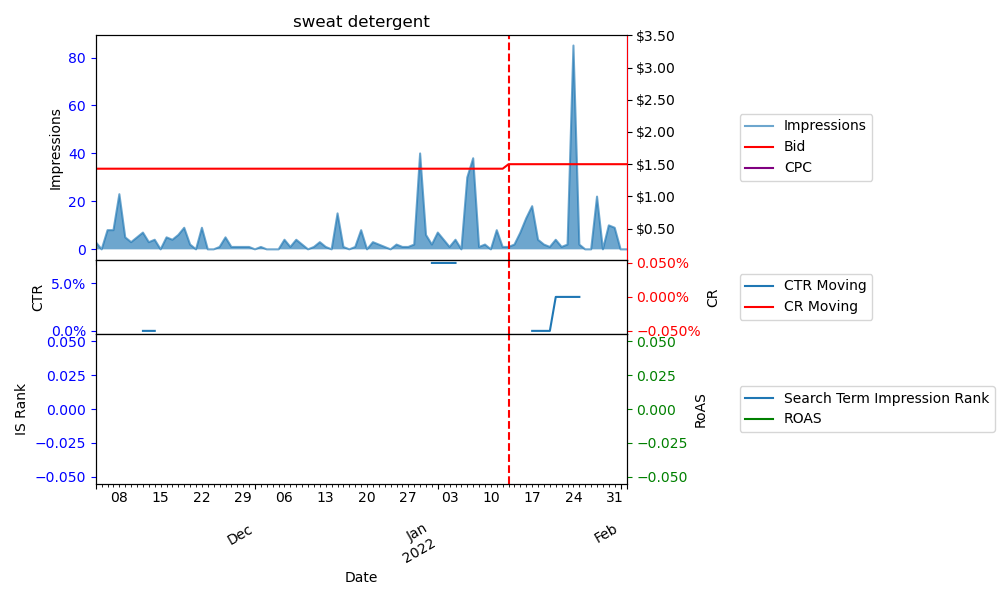 sweat detergent
Impressions
80
60
40
20
0
$3.50
$3.00
$2.50
$2.00
$1.50
$1.00
$0.50
Impressions
Bid
CPC
CTR
5.0%
0.0%
0.050%
0.000%
−0.050%
CR
CTR Moving
CR Moving
IS Rank
0.050
0.025
0.000
−0.025
−0.050
0.050
0.025
0.000
−0.025
−0.050
RoAS
Search Term Impression Rank
ROAS
08 15 22 29 06 13 20 27 03 10 17 24 31
Dec
Jan
2022
Feb
Date